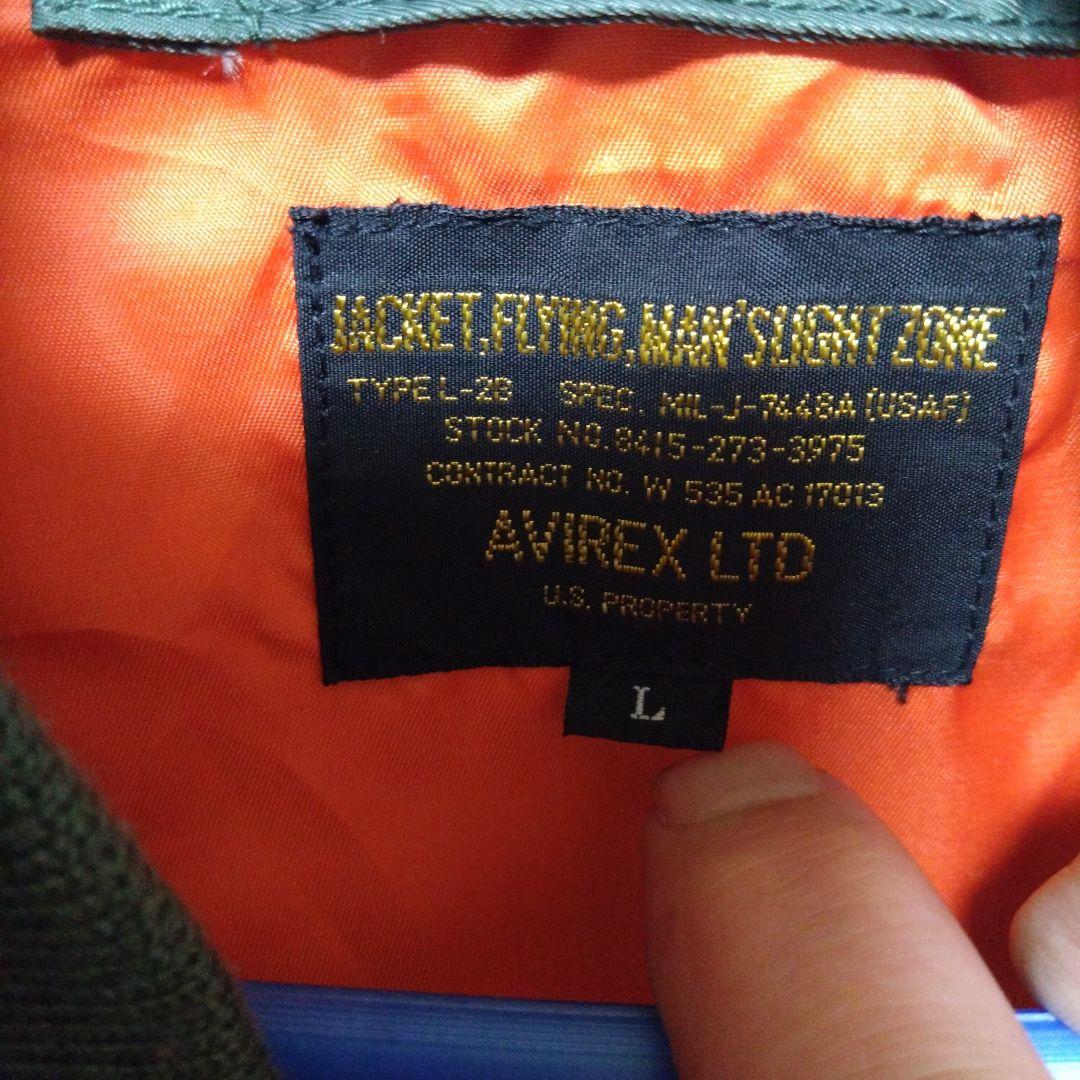 JACKET,FLYING,MAN'S LIGHT ZONE
TYPE L-2B SPEC. MIL-J-7448A (USAF)
STOCK NO. 8415-273-3975
CONTRACT NO. W 535 AC 17013
AVIREX LTD
U.S. PROPERTY
L